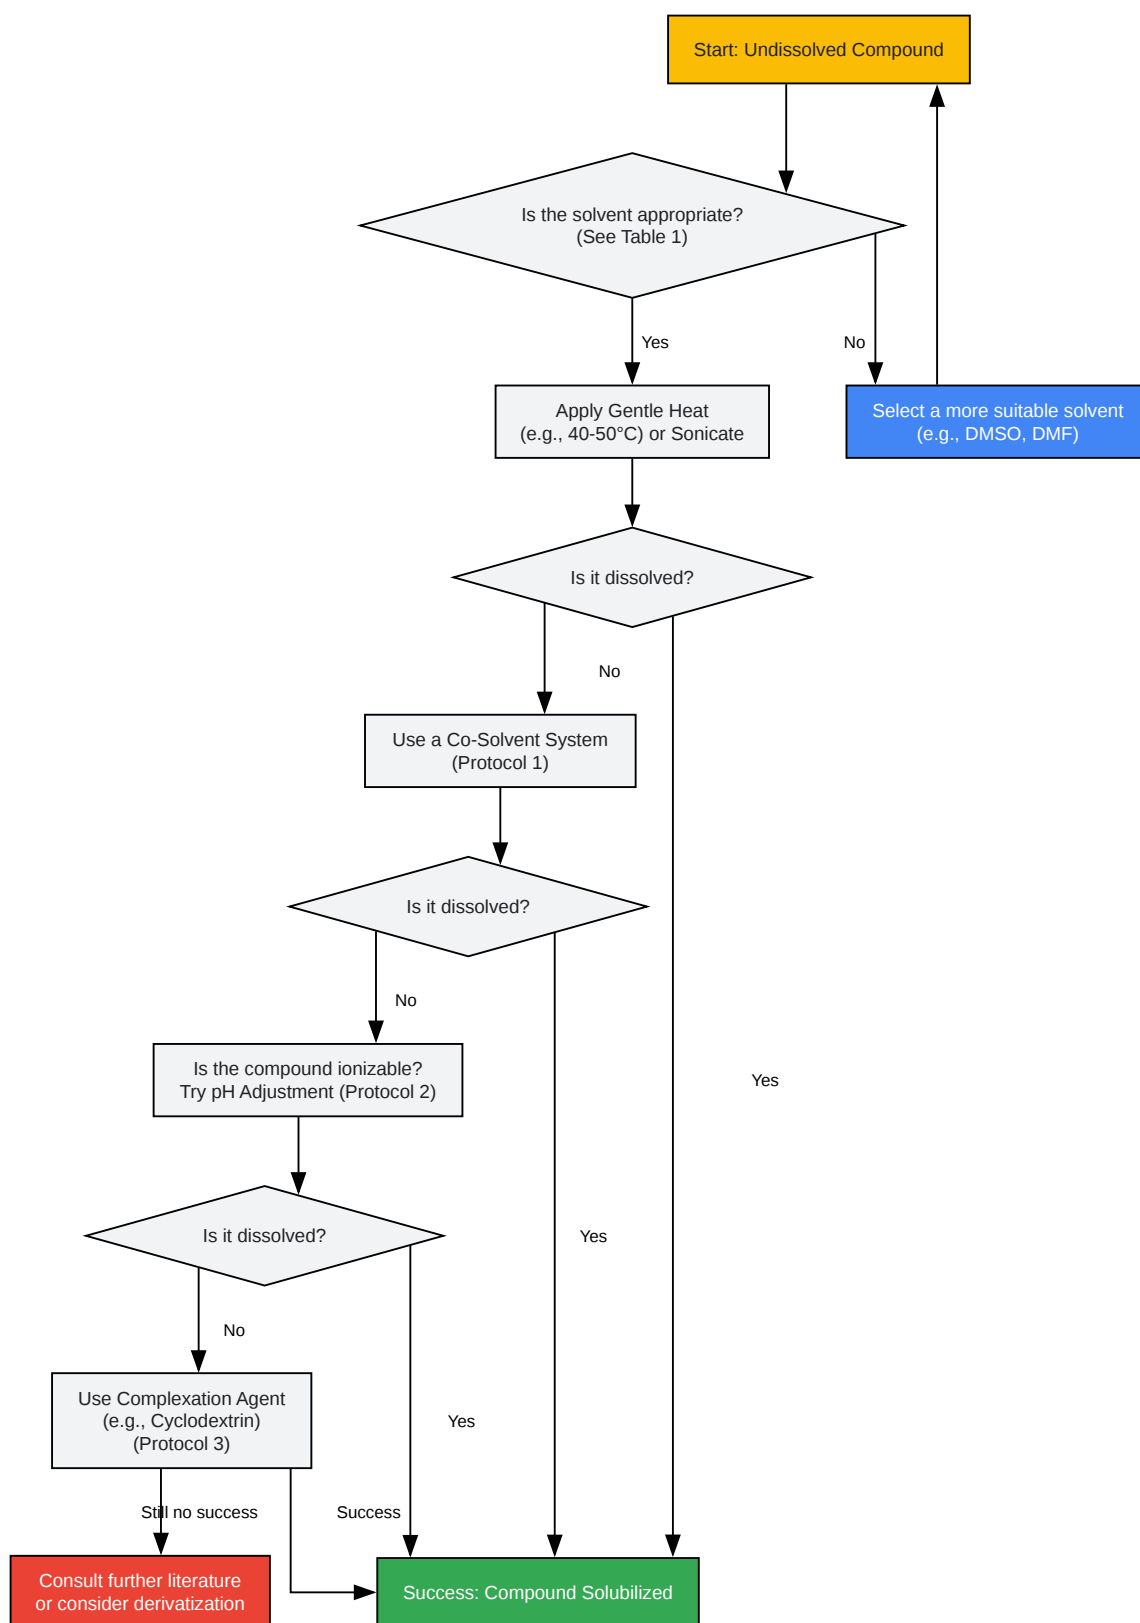 Start: Undissolved Compound
Is the solvent appropriate?
(See Table 1)
Yes
No
Apply Gentle Heat
(e.g., 40-50°C) or Sonicate
Select a more suitable solvent
(e.g., DMSO, DMF)
Is it dissolved?
No
Use a Co-Solvent System
(Protocol 1)
Is it dissolved?
No
Is the compound ionizable?
Try pH Adjustment (Protocol 2)
Yes
Is it dissolved?
Yes
No
Use Complexation Agent
(e.g., Cyclodextrin)
(Protocol 3)
Yes
Still no success
Success
Consult further literature
or consider derivatization
Success: Compound Solubilized